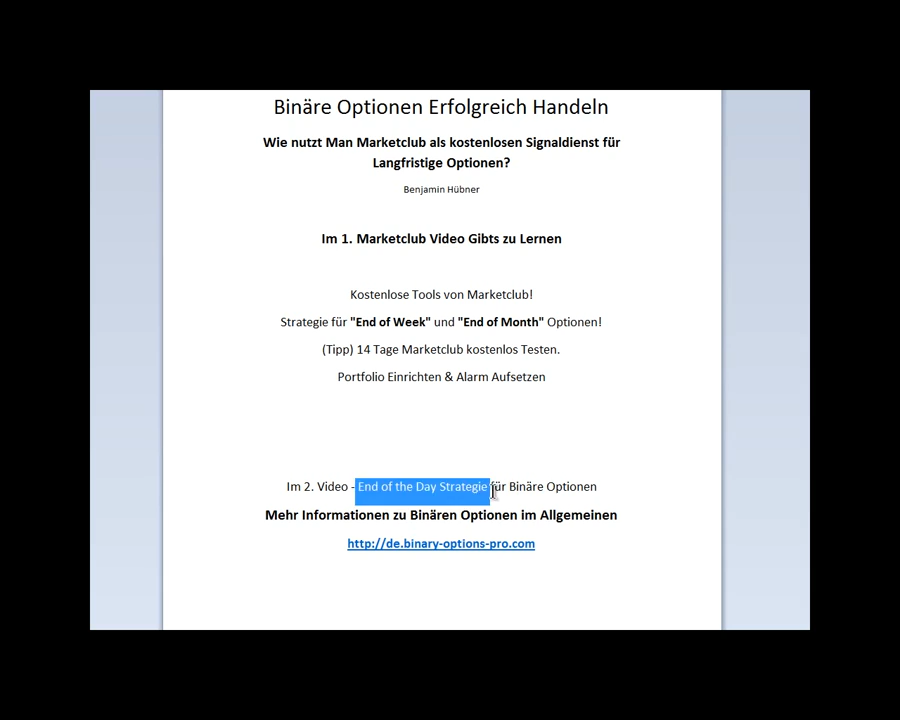 Binäre Optionen Erfolgreich Handeln
Wie nutzt Man Marketclub als kostenlosen Signaldienst für
Langfristige Optionen?
Benjamin Hübner
Im 1. Marketclub Video Gibts zu Lernen
Kostenlose Tools von Marketclub!
Strategie für "End of Week" und "End of Month" Optionen!
(Tipp) 14 Tage Marketclub kostenlos Testen.
Portfolio Einrichten & Alarm Aufsetzen
Im 2. Video - End of the Day Strategie für Binäre Optionen
Mehr Informationen zu Binären Optionen im Allgemeinen
http://de.binary-options-pro.com